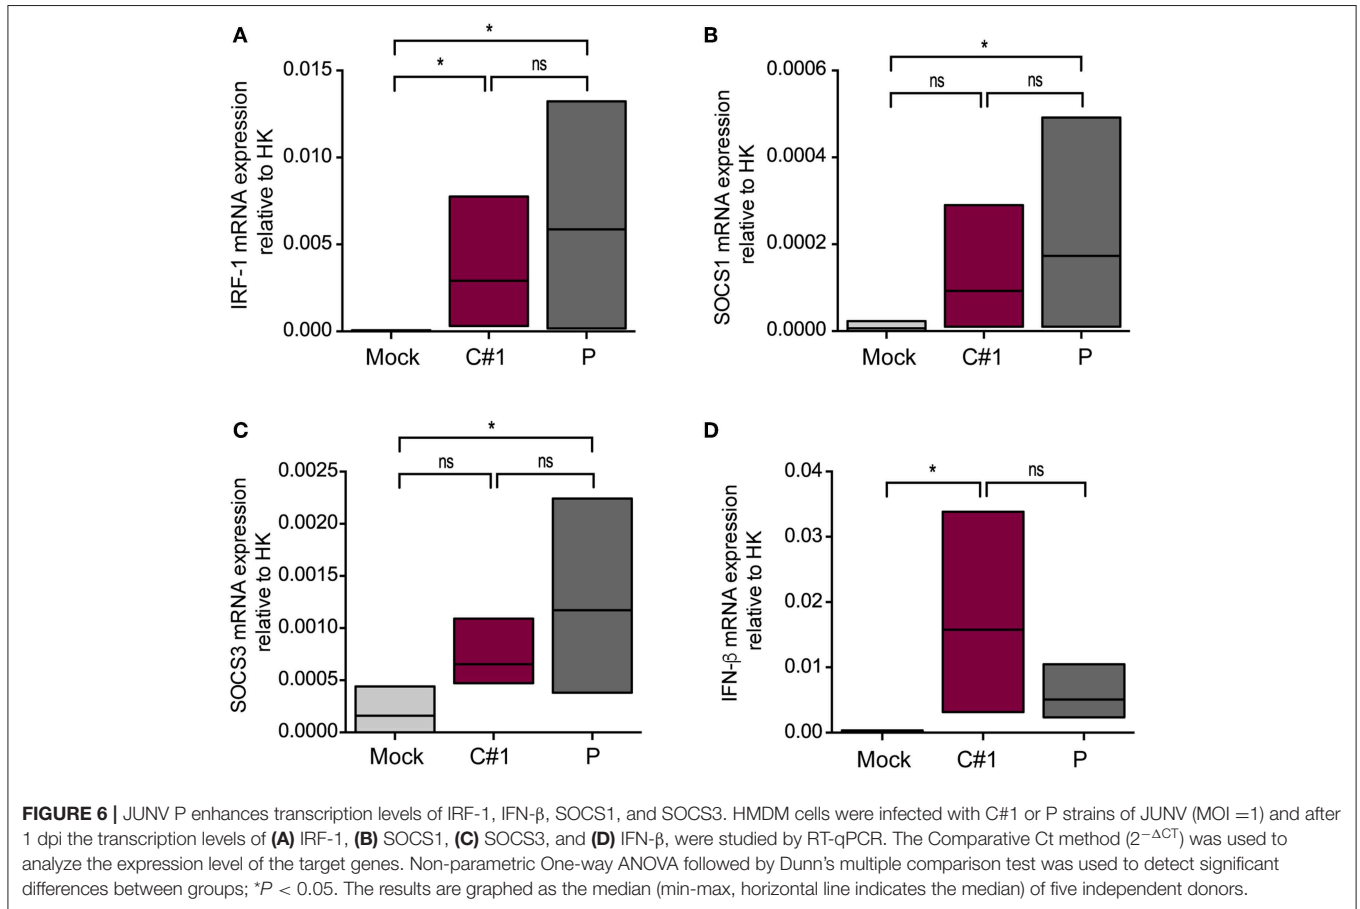 A
*
* ns
IRF-1 mRNA expression
relative to HK
0.015
0.010
0.005
0.000
Mock C#1 P
B
*
ns ns
SOCS1 mRNA expression
relative to HK
0.0006
0.0004
0.0002
0.0000
Mock C#1 P
C
*
ns ns
SOCS3 mRNA expression
relative to HK
0.0025
0.0020
0.0015
0.0010
0.0005
0.0000
Mock C#1 P
D
* ns
IFN-β mRNA expression
relative to HK
0.04
0.03
0.02
0.01
0.00
Mock C#1 P
FIGURE 6 | JUNV P enhances transcription levels of IRF-1, IFN-β, SOCS1, and SOCS3. HMDM cells were infected with C#1 or P strains of JUNV (MOI =1) and after
1 dpi the transcription levels of (A) IRF-1, (B) SOCS1, (C) SOCS3, and (D) IFN-β, were studied by RT-qPCR. The Comparative Ct method (2−ΔCT) was used to
analyze the expression level of the target genes. Non-parametric One-way ANOVA followed by Dunn's multiple comparison test was used to detect significant
differences between groups; *P < 0.05. The results are graphed as the median (min-max, horizontal line indicates the median) of five independent donors.